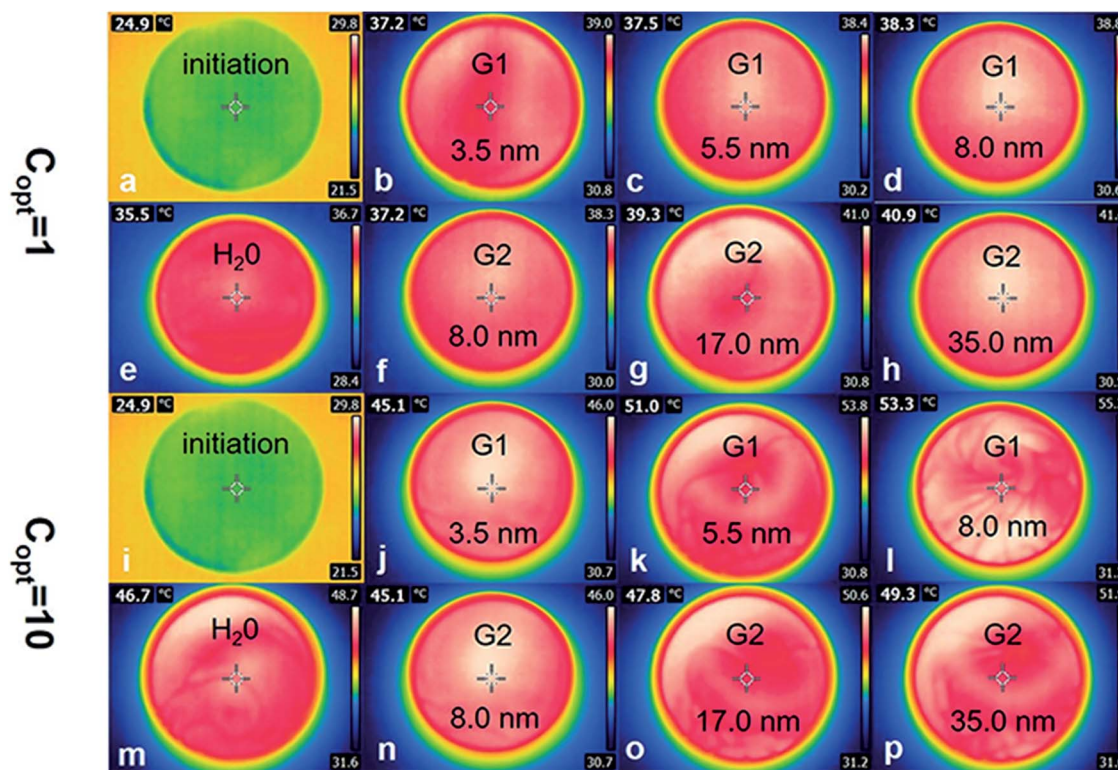 C_opt=1
24.9 °C 29.8
initiation
a 21.5
37.2 °C 39.0
G1
3.5 nm
b 30.8
37.5 °C 38.4
G1
5.5 nm
c 30.2
38.3 °C
G1
8.0 nm
d
35.5 °C 36.7
H₂0
e 28.4
37.2 °C 38.3
G2
8.0 nm
f 30.0
39.3 °C 41.0
G2
17.0 nm
g 30.8
40.9 °C
G2
35.0 nm
h
C_opt=10
24.9 °C 29.8
initiation
i 21.5
45.1 °C 46.0
G1
3.5 nm
j 30.7
51.0 °C 53.8
G1
5.5 nm
k 30.8
53.3 °C
G1
8.0 nm
l
46.7 °C 48.7
H₂0
m 31.6
45.1 °C 46.0
G2
8.0 nm
n 30.7
47.8 °C 50.6
G2
17.0 nm
o 31.2
49.3 °C
G2
35.0 nm
p